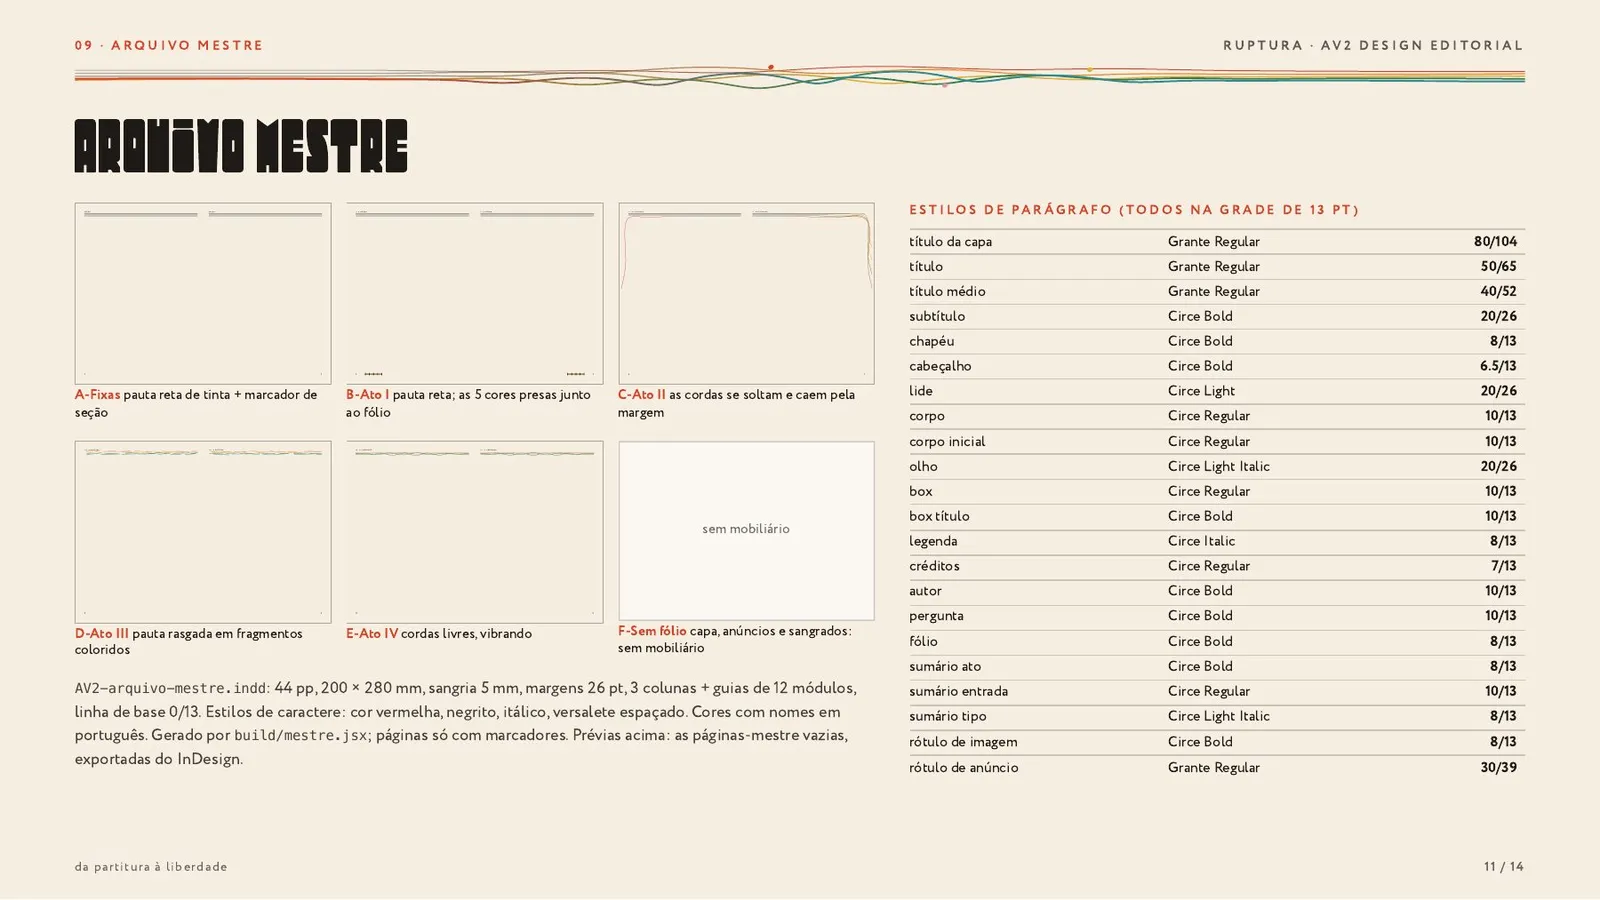 09 · ARQUIVO MESTRE
RUPTURA · AV2 DESIGN EDITORIAL
ARQUIVO MESTRE
A-Fixas pauta reta de tinta + marcador de
seção
B-Ato I pauta reta; as 5 cores presas junto
ao fólio
C-Ato II as cordas se soltam e caem pela
margem
sem mobiliário
D-Ato III pauta rasgada em fragmentos
coloridos
E-Ato IV cordas livres, vibrando
F-Sem fólio capa, anúncios e sangrados:
sem mobiliário
AV2-arquivo-mestre.indd: 44 pp, 200 × 280 mm, sangria 5 mm, margens 26 pt, 3 colunas + guias de 12 módulos,
linha de base 0/13. Estilos de caractere: cor vermelha, negrito, itálico, versalete espaçado. Cores com nomes em
português. Gerado por build/mestre.jsx; páginas só com marcadores. Prévias acima: as páginas-mestre vazias,
exportadas do InDesign.
ESTILOS DE PARÁGRAFO (TODOS NA GRADE DE 13 PT)
título da capa Grante Regular 80/104
título Grante Regular 50/65
título médio Grante Regular 40/52
subtítulo Circe Bold 20/26
chapéu Circe Bold 8/13
cabeçalho Circe Bold 6.5/13
lide Circe Light 20/26
corpo Circe Regular 10/13
corpo inicial Circe Regular 10/13
olho Circe Light Italic 20/26
box Circe Regular 10/13
box título Circe Bold 10/13
legenda Circe Italic 8/13
créditos Circe Regular 7/13
autor Circe Bold 10/13
pergunta Circe Bold 10/13
fólio Circe Bold 8/13
sumário ato Circe Bold 8/13
sumário entrada Circe Regular 10/13
sumário tipo Circe Light Italic 8/13
rótulo de imagem Circe Bold 8/13
rótulo de anúncio Grante Regular 30/39
da partitura à liberdade
11 / 14